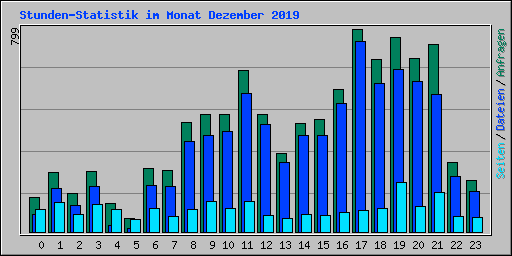 Stunden-Statistik im Monat Dezember 2019
799
Seiten / Dateien / Anfragen
0 1 2 3 4 5 6 7 8 9 10 11 12 13 14 15 16 17 18 19 20 21 22 23